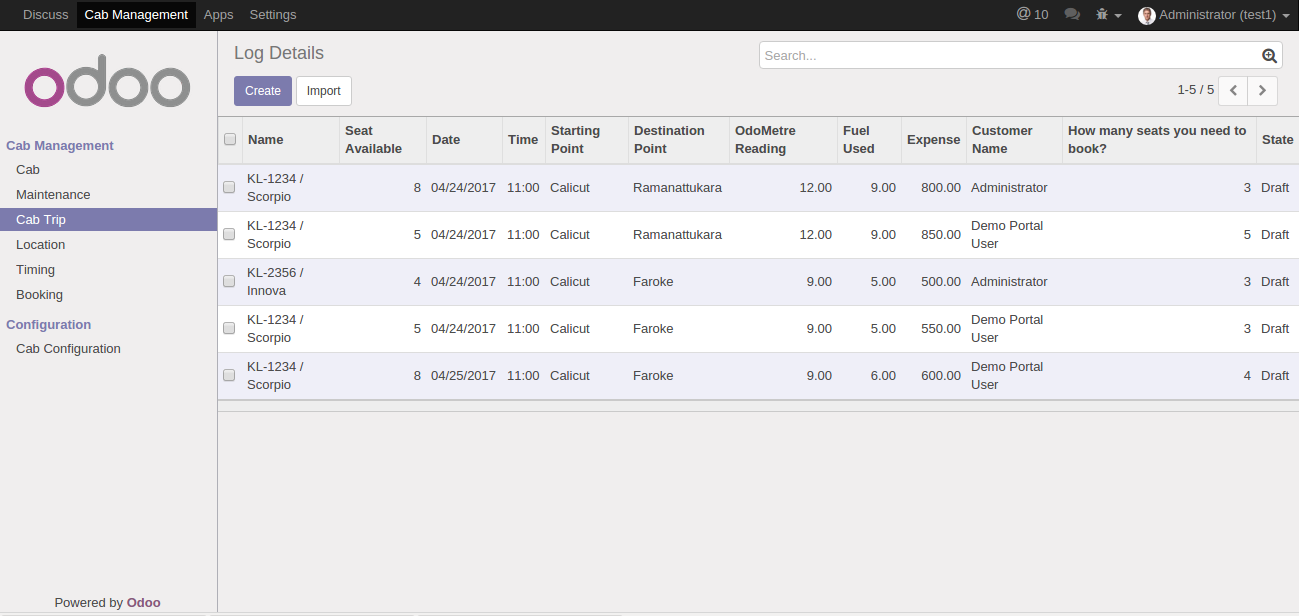 Discuss Cab Management Apps Settings @ 10 Administrator (test1)
odoo
Log Details
Search...
Create Import
1-5 / 5
Cab Management
Cab
Maintenance
Cab Trip
Location
Timing
Booking
Configuration
Cab Configuration
Powered by Odoo
Name Seat Available Date Time Starting Point Destination Point OdoMetre Reading Fuel Used Expense Customer Name How many seats you need to book? State
KL-1234 / Scorpio 8 04/24/2017 11:00 Calicut Ramanattukara 12.00 9.00 800.00 Administrator 3 Draft
KL-1234 / Scorpio 5 04/24/2017 11:00 Calicut Ramanattukara 12.00 9.00 850.00 Demo Portal User 5 Draft
KL-2356 / Innova 4 04/24/2017 11:00 Calicut Faroke 9.00 5.00 500.00 Administrator 3 Draft
KL-1234 / Scorpio 5 04/24/2017 11:00 Calicut Faroke 9.00 5.00 550.00 Demo Portal User 3 Draft
KL-1234 / Scorpio 8 04/25/2017 11:00 Calicut Faroke 9.00 6.00 600.00 Demo Portal User 4 Draft